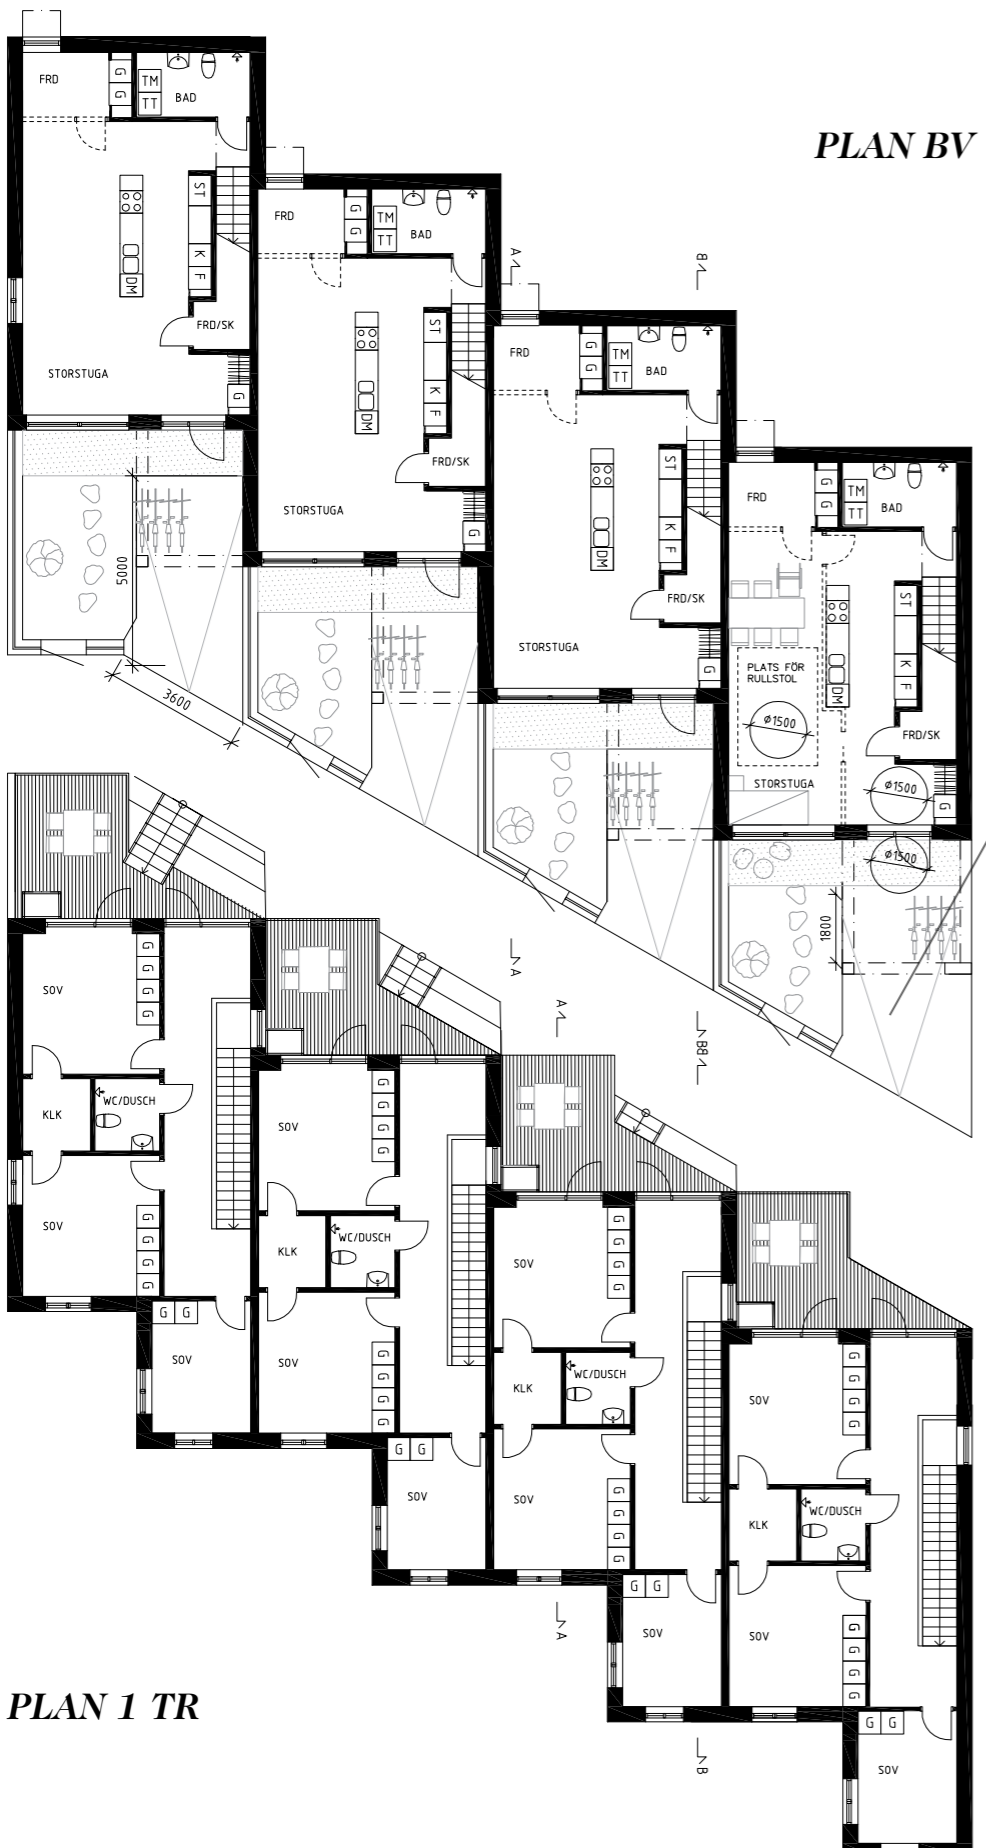 PLAN BV
FRD
G
G
TM
TT
BAD
ST
K
F
DM
FRD/SK
STORSTUGA
G
5000
3600
FRD
G
G
TM
TT
BAD
ST
K
F
DM
FRD/SK
STORSTUGA
G
A
B
FRD
G
G
TM
TT
BAD
ST
K
F
DM
FRD/SK
STORSTUGA
G
FRD
G
G
TM
TT
BAD
ST
K
F
DM
PLATS FÖR
RULLSTOL
ø1500
FRD/SK
STORSTUGA
ø1500
G
ø1500
1800
A
A
B
B
SOV
G
G
G
G
KLK
WC/DUSCH
SOV
G
G
G
G
G G
SOV
SOV
G
G
G
G
KLK
WC/DUSCH
SOV
G
G
G
G
G G
SOV
SOV
G
G
G
G
KLK
WC/DUSCH
SOV
G
G
G
G
G G
SOV
SOV
G
G
G
G
KLK
WC/DUSCH
SOV
G
G
G
G
G G
SOV
A
B
PLAN 1 TR